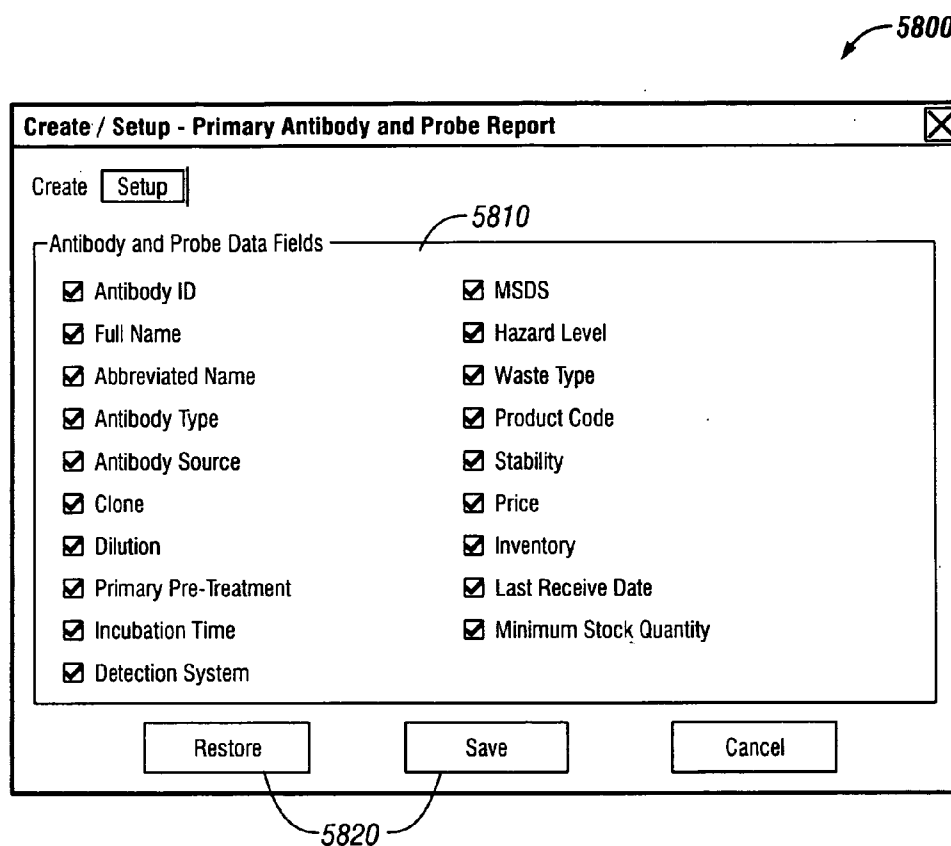 5800
Create / Setup - Primary Antibody and Probe Report
Create Setup
5810
Antibody and Probe Data Fields
Antibody ID
Full Name
Abbreviated Name
Antibody Type
Antibody Source
Clone
Dilution
Primary Pre-Treatment
Incubation Time
Detection System
MSDS
Hazard Level
Waste Type
Product Code
Stability
Price
Inventory
Last Receive Date
Minimum Stock Quantity
Restore Save Cancel
5820